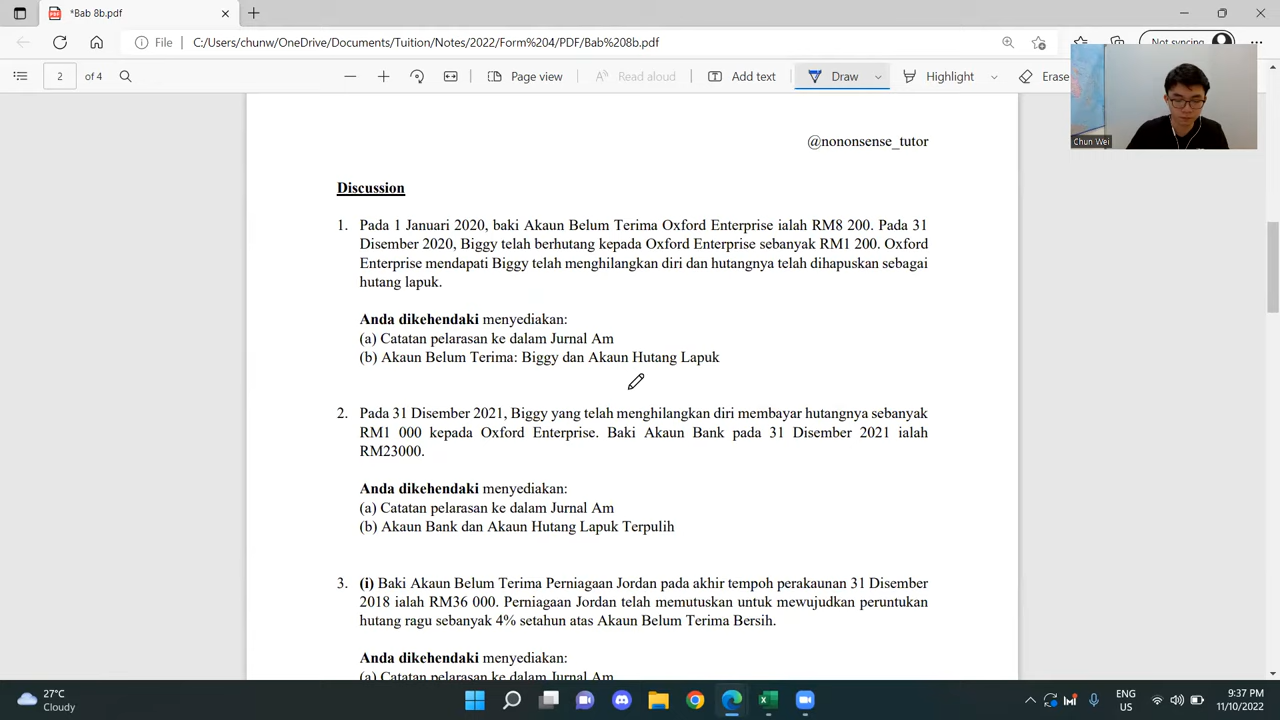 *Bab 8b.pdf
File
C:/Users/chunw/OneDrive/Documents/Tuition/Notes/2022/Form%204/PDF/Bab%208b.pdf
Not syncing
2 of 4
Page view
Read aloud
Add text
Draw
Highlight
Erase
Chun Wei
@nononsense_tutor
Discussion
1. Pada 1 Januari 2020, baki Akaun Belum Terima Oxford Enterprise ialah RM8 200. Pada 31
Disember 2020, Biggy telah berhutang kepada Oxford Enterprise sebanyak RM1 200. Oxford
Enterprise mendapati Biggy telah menghilangkan diri dan hutangnya telah dihapuskan sebagai
hutang lapuk.
Anda dikehendaki menyediakan:
(a) Catatan pelarasan ke dalam Jurnal Am
(b) Akaun Belum Terima: Biggy dan Akaun Hutang Lapuk
2. Pada 31 Disember 2021, Biggy yang telah menghilangkan diri membayar hutangnya sebanyak
RM1 000 kepada Oxford Enterprise. Baki Akaun Bank pada 31 Disember 2021 ialah
RM23000.
Anda dikehendaki menyediakan:
(a) Catatan pelarasan ke dalam Jurnal Am
(b) Akaun Bank dan Akaun Hutang Lapuk Terpulih
3. (i) Baki Akaun Belum Terima Perniagaan Jordan pada akhir tempoh perakaunan 31 Disember
2018 ialah RM36 000. Perniagaan Jordan telah memutuskan untuk mewujudkan peruntukan
hutang ragu sebanyak 4% setahun atas Akaun Belum Terima Bersih.
Anda dikehendaki menyediakan:
(a) Catatan pelarasan ke dalam Jurnal Am
27°C
Cloudy
ENG
US
9:37 PM
11/10/2022